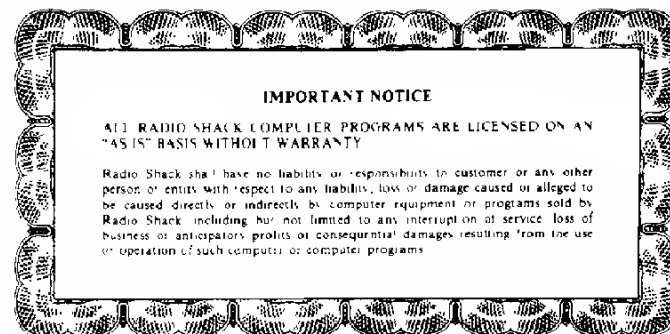 IMPORTANT NOTICE
ALL RADIO SHACK COMPUTER PROGRAMS ARE LICENSED ON AN
"AS IS" BASIS WITHOUT WARRANTY
Radio Shack shall have no liability or responsibility to customer or any other
person or entity with respect to any liability, loss or damage caused or alleged to
be caused directly or indirectly by computer equipment or programs sold by
Radio Shack including but not limited to any interruption of service loss of
business or anticipatory profits or consequential damages resulting from the use
or operation of such computer or computer programs